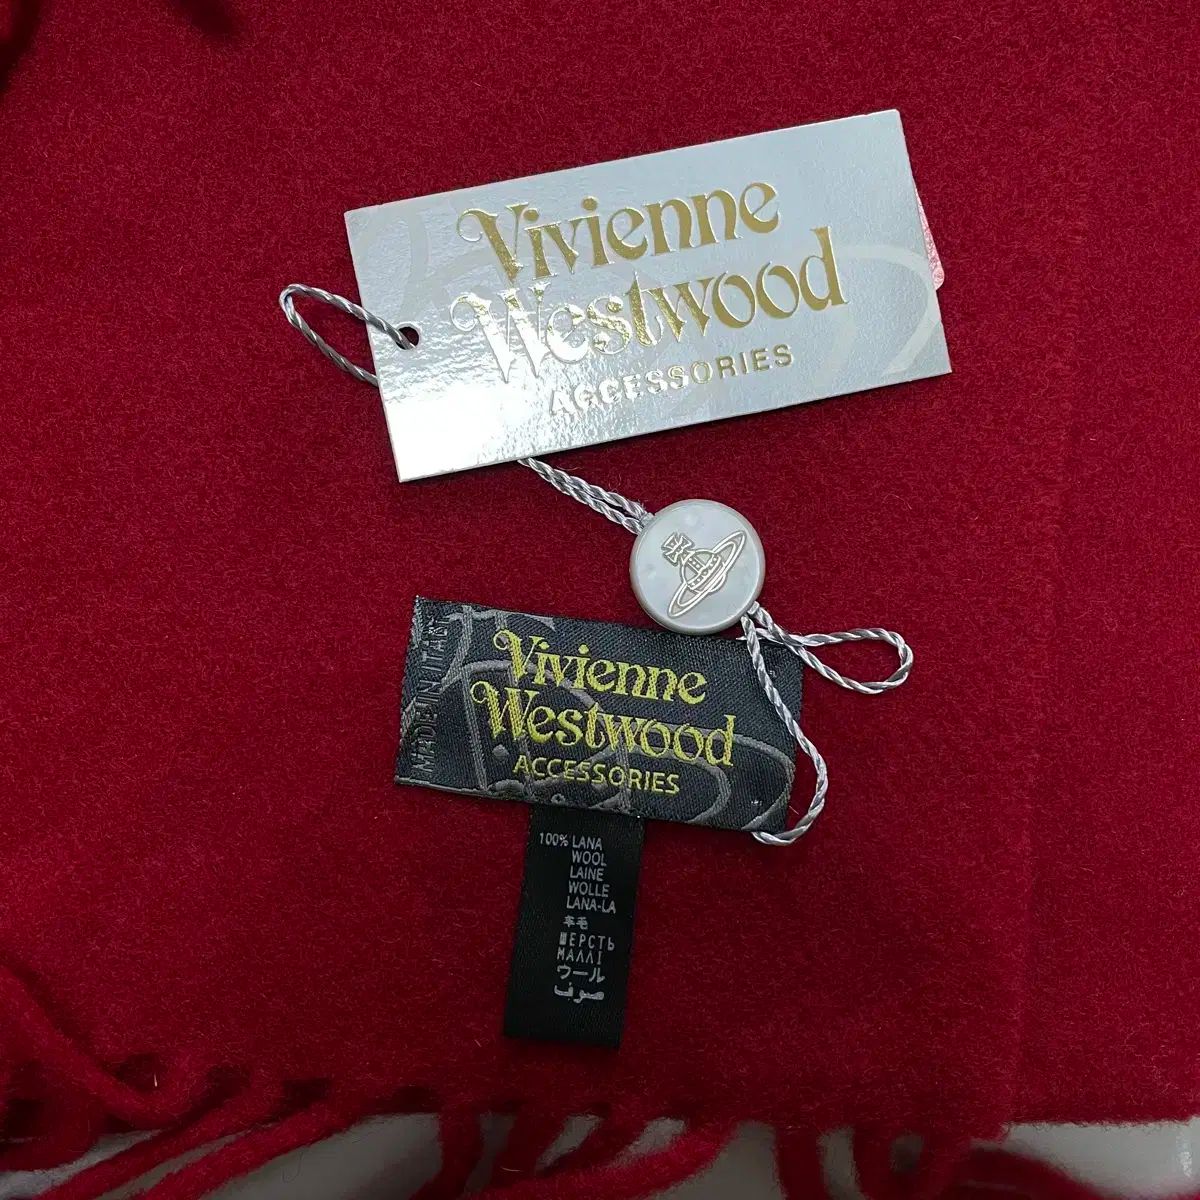 Vivienne
Westwood
ACCESSORIES
MADE IN ITALY
Vivienne
Westwood
ACCESSORIES
100% LANA
WOOL
LAINE
WOLLE
LANA-LA
羊毛
ШЕРСТЬ
ΜΑΛΛΙ
ウール
صوف